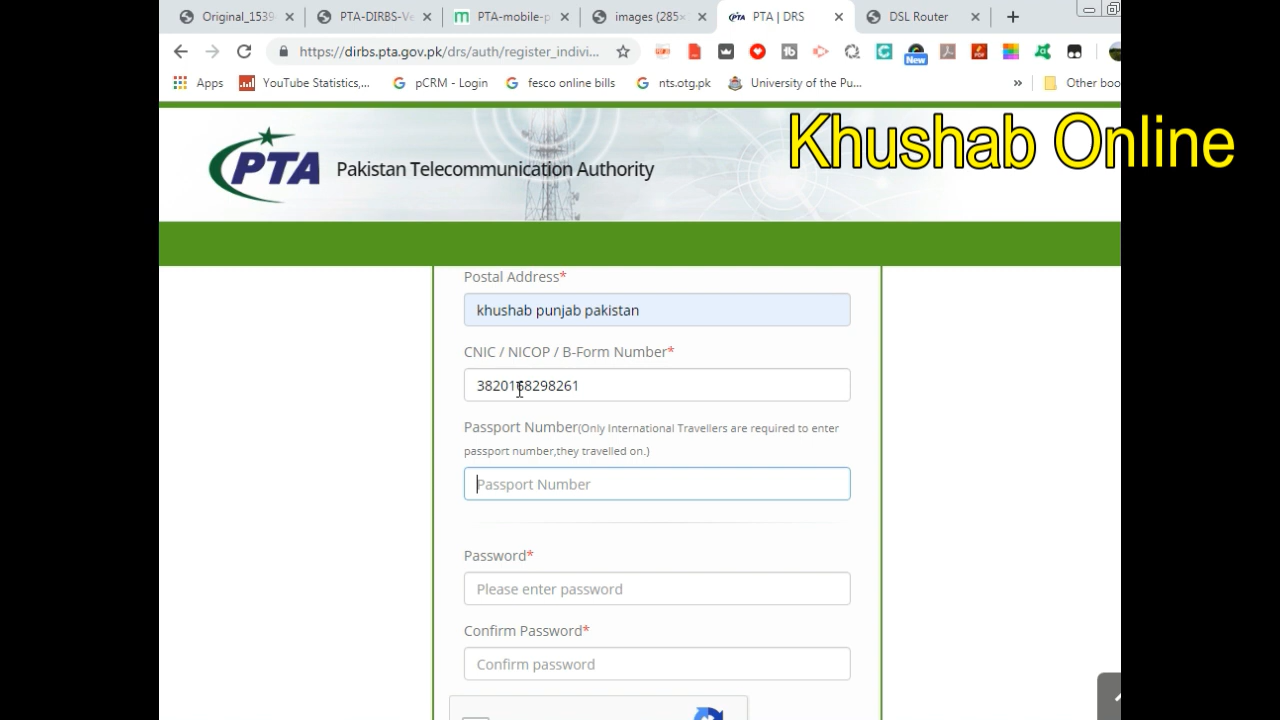 Original_1539
PTA-DIRBS-Ve
PTA-mobile-p
images (285×
PTA | DRS
DSL Router
https://dirbs.pta.gov.pk/drs/auth/register_indivi...
New
Apps
YouTube Statistics,...
pCRM - Login
fesco online bills
nts.otg.pk
University of the Pu...
»
Other boo
Khushab Online
PTA
Pakistan Telecommunication Authority
Postal Address*
khushab punjab pakistan
CNIC / NICOP / B-Form Number*
3820168298261
Passport Number(Only International Travellers are required to enter
passport number,they travelled on.)
Passport Number
Password*
Please enter password
Confirm Password*
Confirm password